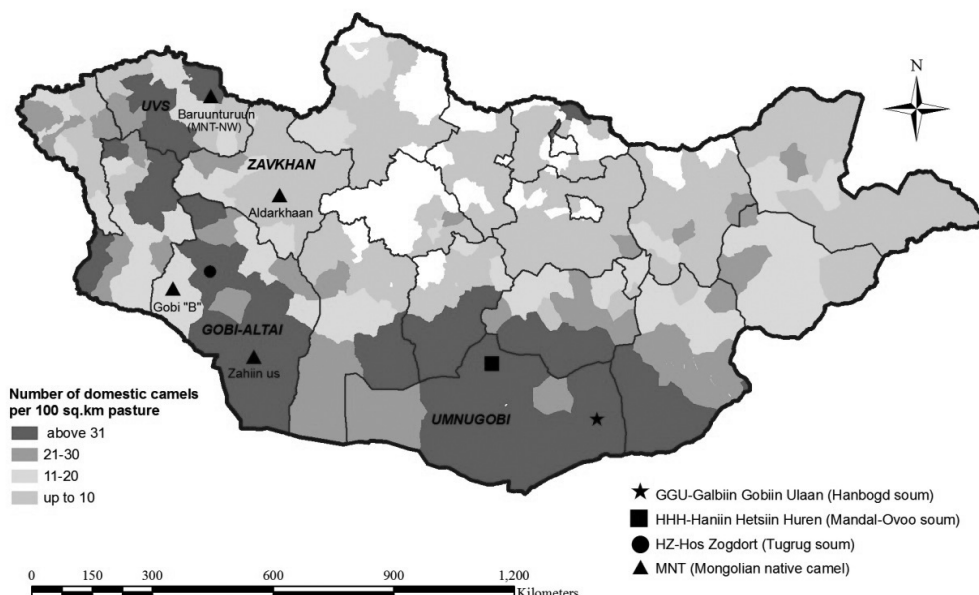 N
UVS
Baruunturuun
(MNT-NW)
ZAVKHAN
Aldarkhaan
Gobi "B"
GOBI-ALTAI
Zahiin us
UMNUGOBI
Number of domestic camels
per 100 sq.km pasture
above 31
21-30
11-20
up to 10
GGU-Galbiin Gobiin Ulaan (Hanbogd soum)
HHH-Haniin Hetsiin Huren (Mandal-Ovoo soum)
HZ-Hos Zogdort (Tugrug soum)
MNT (Mongolian native camel)
0 150 300 600 900 1,200
Kilometers